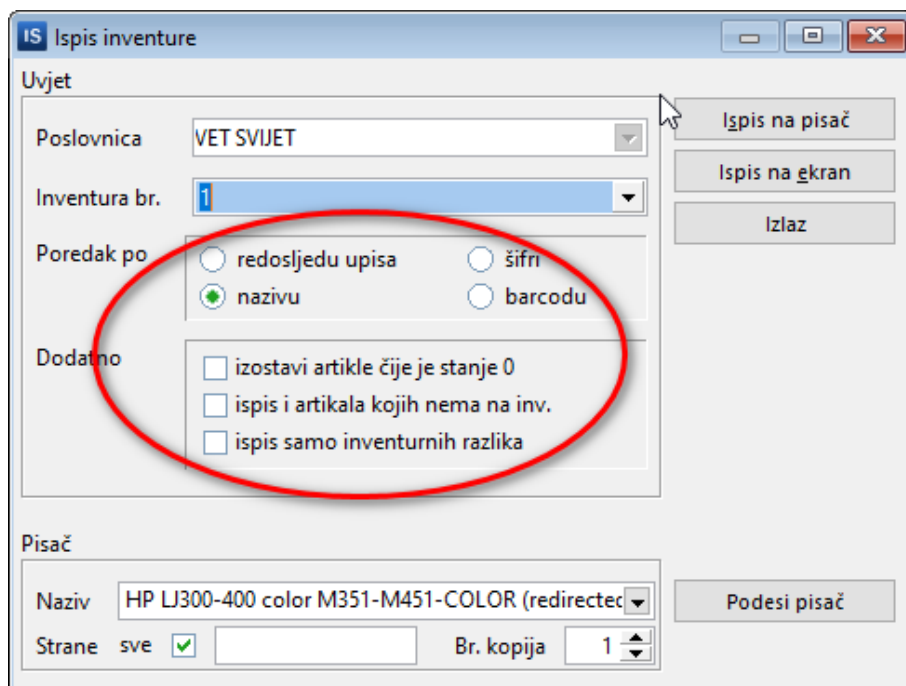 IS Ispis inventure
Uvjet
Poslovnica VET SVIJET
Ispis na pisač
Inventura br. 1
Ispis na ekran
Izlaz
Poredak po
redosljedu upisa šifri
nazivu barcodu
Dodatno
izostavi artikle čije je stanje 0
ispis i artikala kojih nema na inv.
ispis samo inventurnih razlika
Pisač
Naziv HP LJ300-400 color M351-M451-COLOR (redirectec
Podesi pisač
Strane sve Br. kopija 1